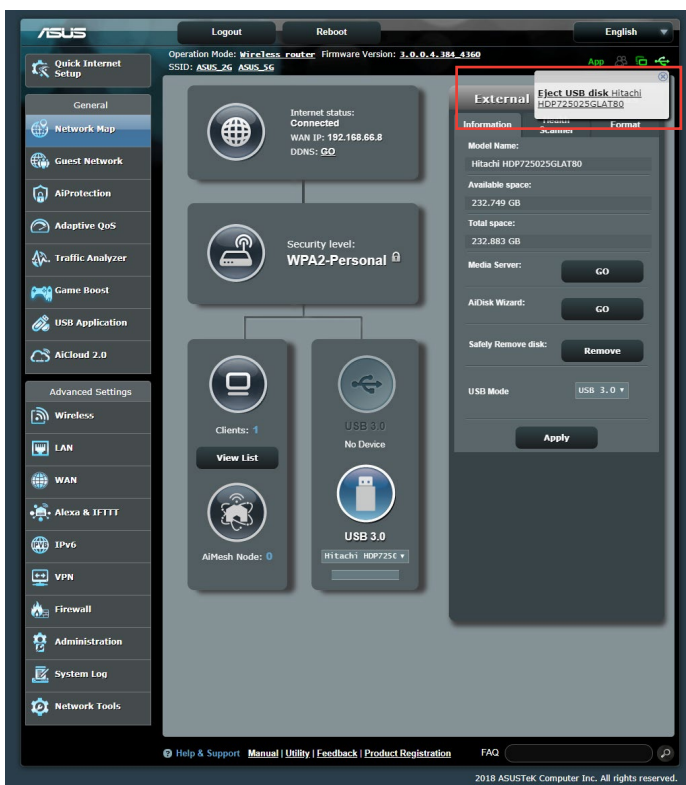 ASUS
Logout
Reboot
English
Quick Internet
Setup
Operation Mode: Wireless router Firmware Version: 3.0.0.4.384_4360
SSID: ASUS_2G ASUS_5G
App
General
Network Map
Guest Network
AiProtection
Adaptive QoS
Traffic Analyzer
Game Boost
USB Application
AiCloud 2.0
Advanced Settings
Wireless
LAN
WAN
Alexa & IFTTT
IPv6
VPN
Firewall
Administration
System Log
Network Tools
Internet status:
Connected
WAN IP: 192.168.66.8
DDNS: GO
Security level:
WPA2-Personal
Clients: 1
View List
AiMesh Node: 0
USB 3.0
No Device
USB 3.0
Hitachi HDP725(
External
Eject USB disk Hitachi
HDP725025GLAT80
Information
Health
Scanner
Format
Model Name:
Hitachi HDP725025GLAT80
Available space:
232.749 GB
Total space:
232.883 GB
Media Server:
GO
AiDisk Wizard:
GO
Safely Remove disk:
Remove
USB Mode
USB 3.0
Apply
Help & Support Manual | Utility | Feedback | Product Registration
FAQ
2018 ASUSTeK Computer Inc. All rights reserved.